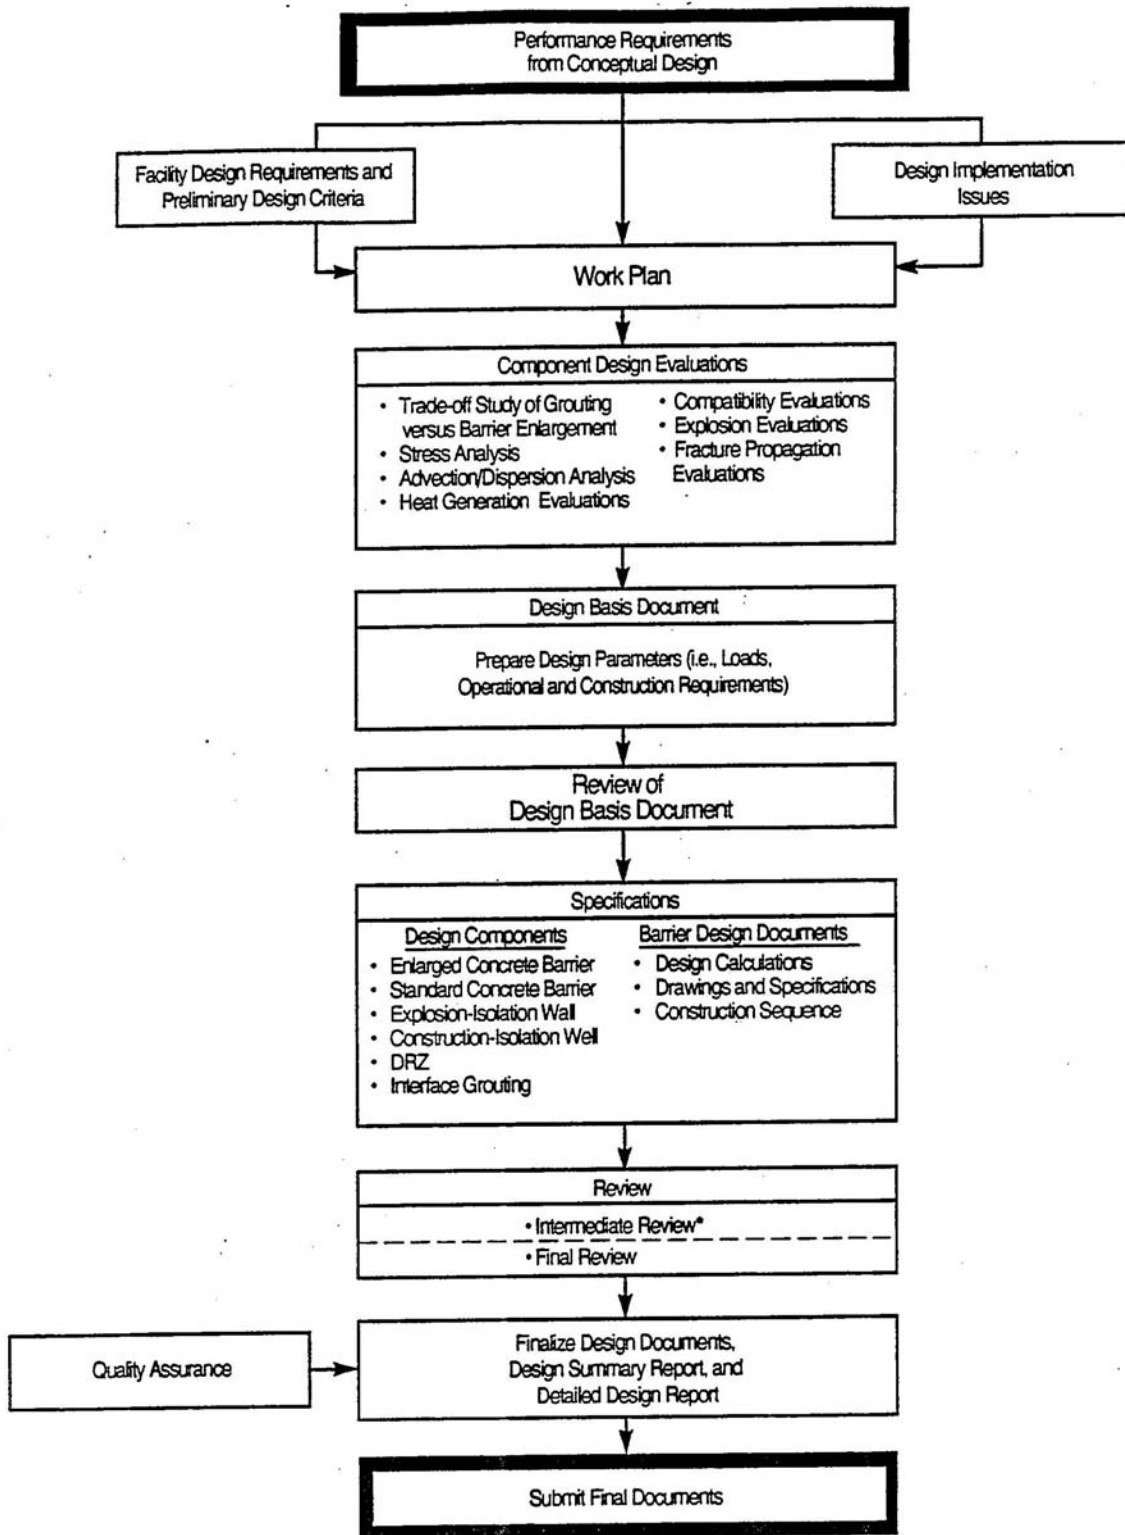 Performance Requirements
from Conceptual Design
Facility Design Requirements and
Preliminary Design Criteria
Design Implementation
Issues
Work Plan
Component Design Evaluations
• Trade-off Study of Grouting
versus Barrier Enlargement
• Stress Analysis
• Advection/Dispersion Analysis
• Heat Generation Evaluations
• Compatibility Evaluations
• Explosion Evaluations
• Fracture Propagation
Evaluations
Design Basis Document
Prepare Design Parameters (i.e., Loads,
Operational and Construction Requirements)
Review of
Design Basis Document
Specifications
Design Components
• Enlarged Concrete Barrier
• Standard Concrete Barrier
• Explosion-Isolation Wall
• Construction-Isolation Well
• DRZ
• Interface Grouting
Barrier Design Documents
• Design Calculations
• Drawings and Specifications
• Construction Sequence
Review
• Intermediate Review*
• Final Review
Quality Assurance
Finalize Design Documents,
Design Summary Report, and
Detailed Design Report
Submit Final Documents